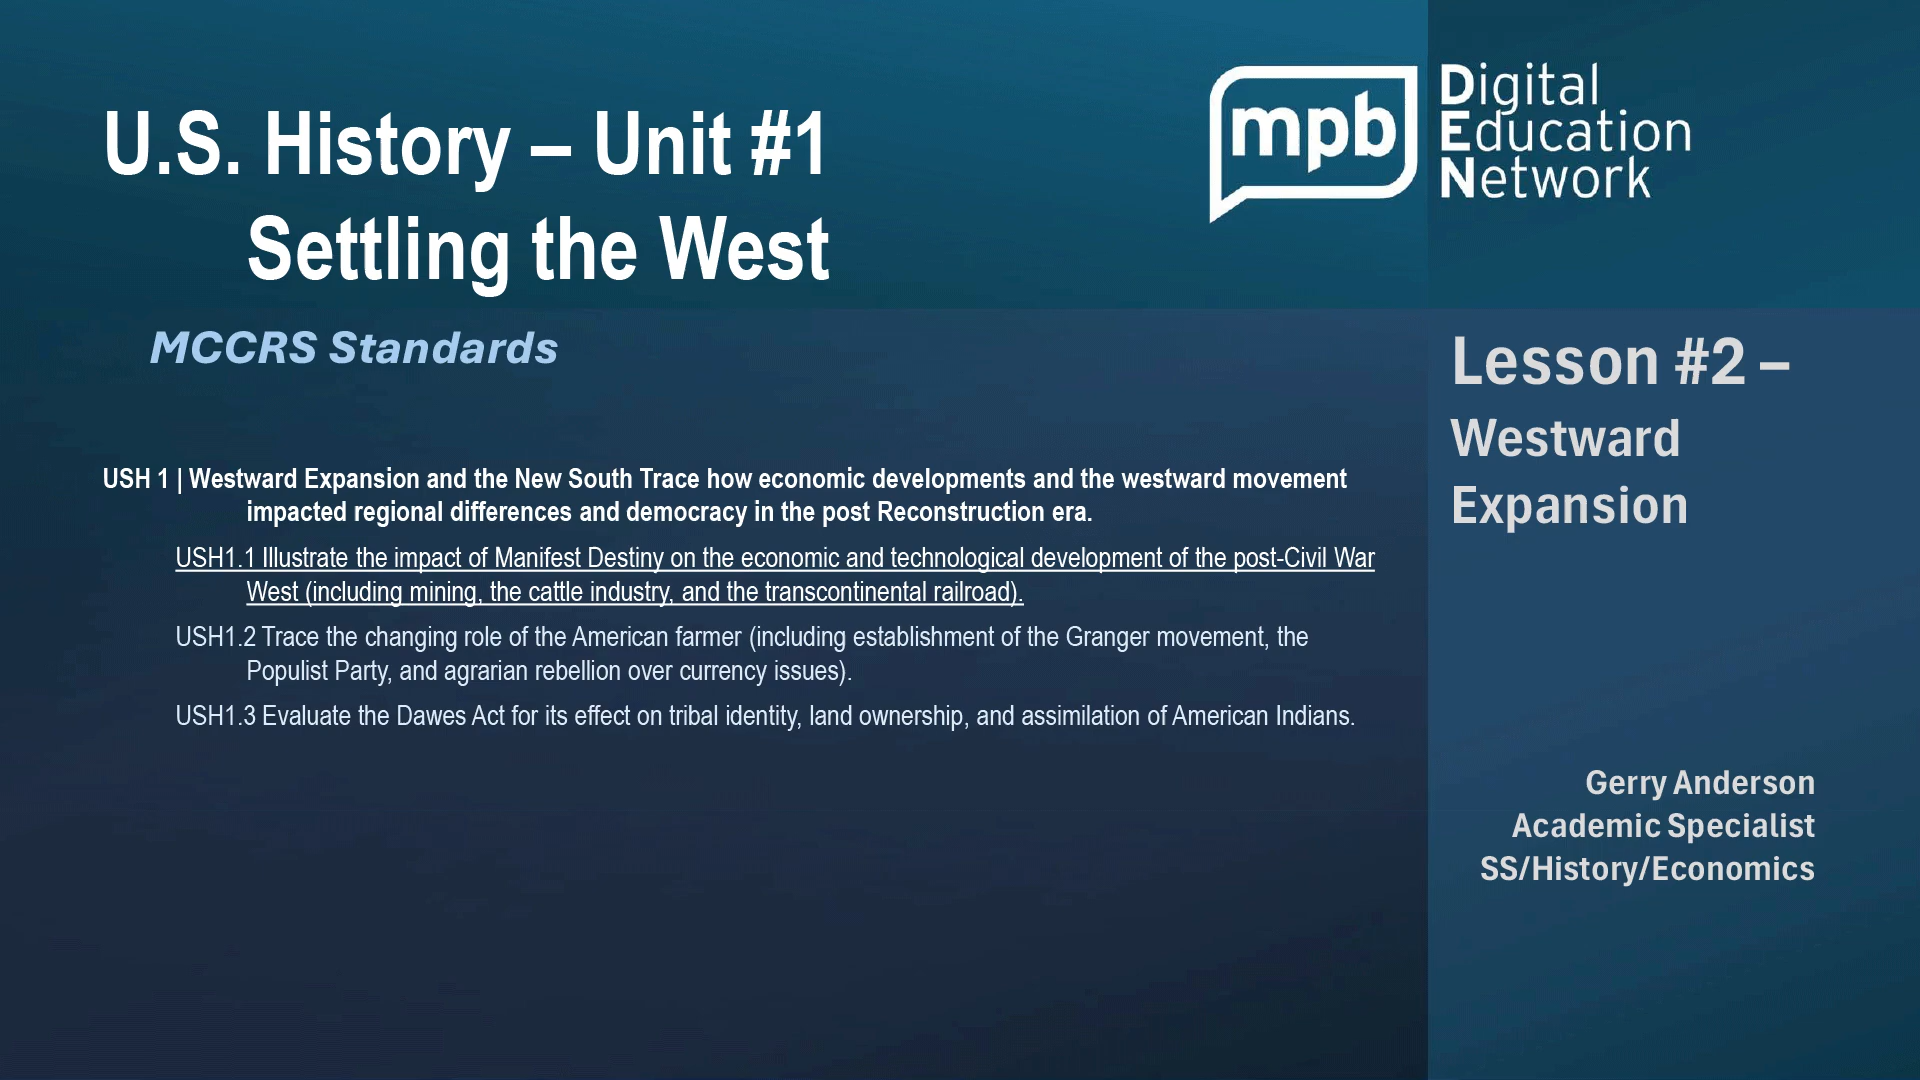 U.S. History – Unit #1
Settling the West
mpb
Digital
Education
Network
MCCRS Standards
USH 1 | Westward Expansion and the New South Trace how economic developments and the westward movement
impacted regional differences and democracy in the post Reconstruction era.
USH1.1 Illustrate the impact of Manifest Destiny on the economic and technological development of the post-Civil War
West (including mining, the cattle industry, and the transcontinental railroad).
USH1.2 Trace the changing role of the American farmer (including establishment of the Granger movement, the
Populist Party, and agrarian rebellion over currency issues).
USH1.3 Evaluate the Dawes Act for its effect on tribal identity, land ownership, and assimilation of American Indians.
Lesson #2 –
Westward
Expansion
Gerry Anderson
Academic Specialist
SS/History/Economics